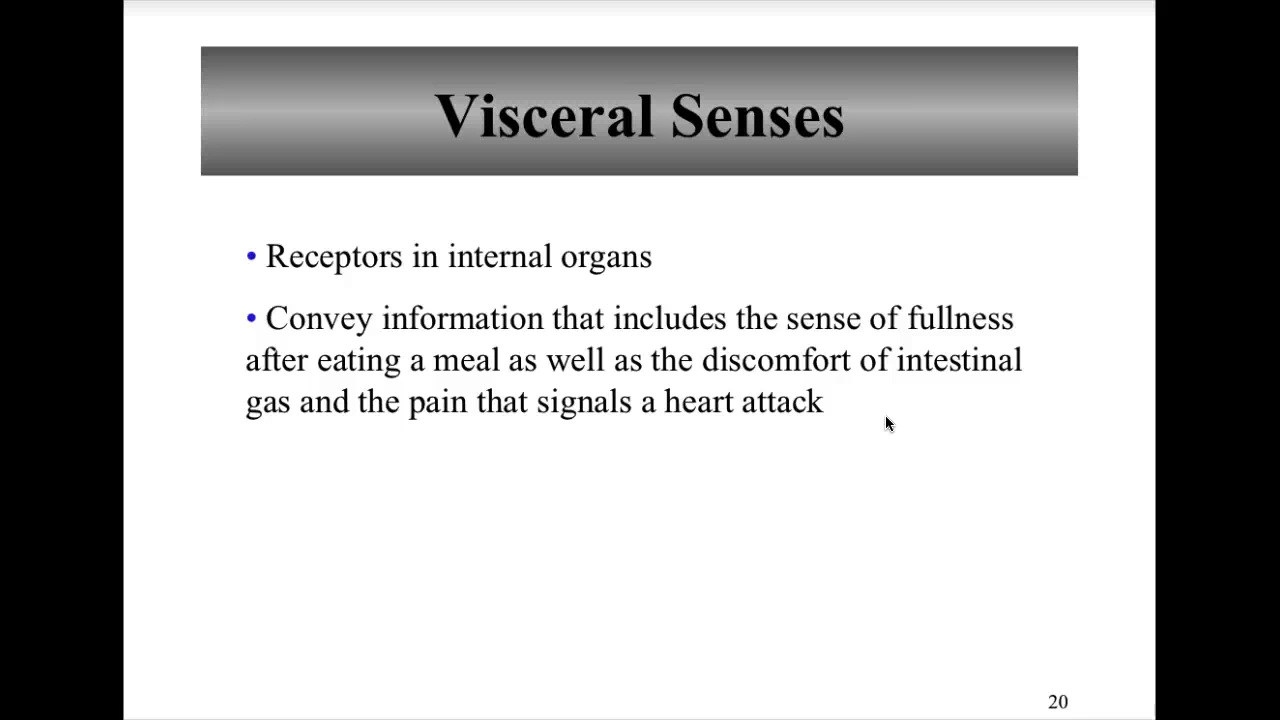 Visceral Senses
• Receptors in internal organs
• Convey information that includes the sense of fullness
after eating a meal as well as the discomfort of intestinal
gas and the pain that signals a heart attack
20